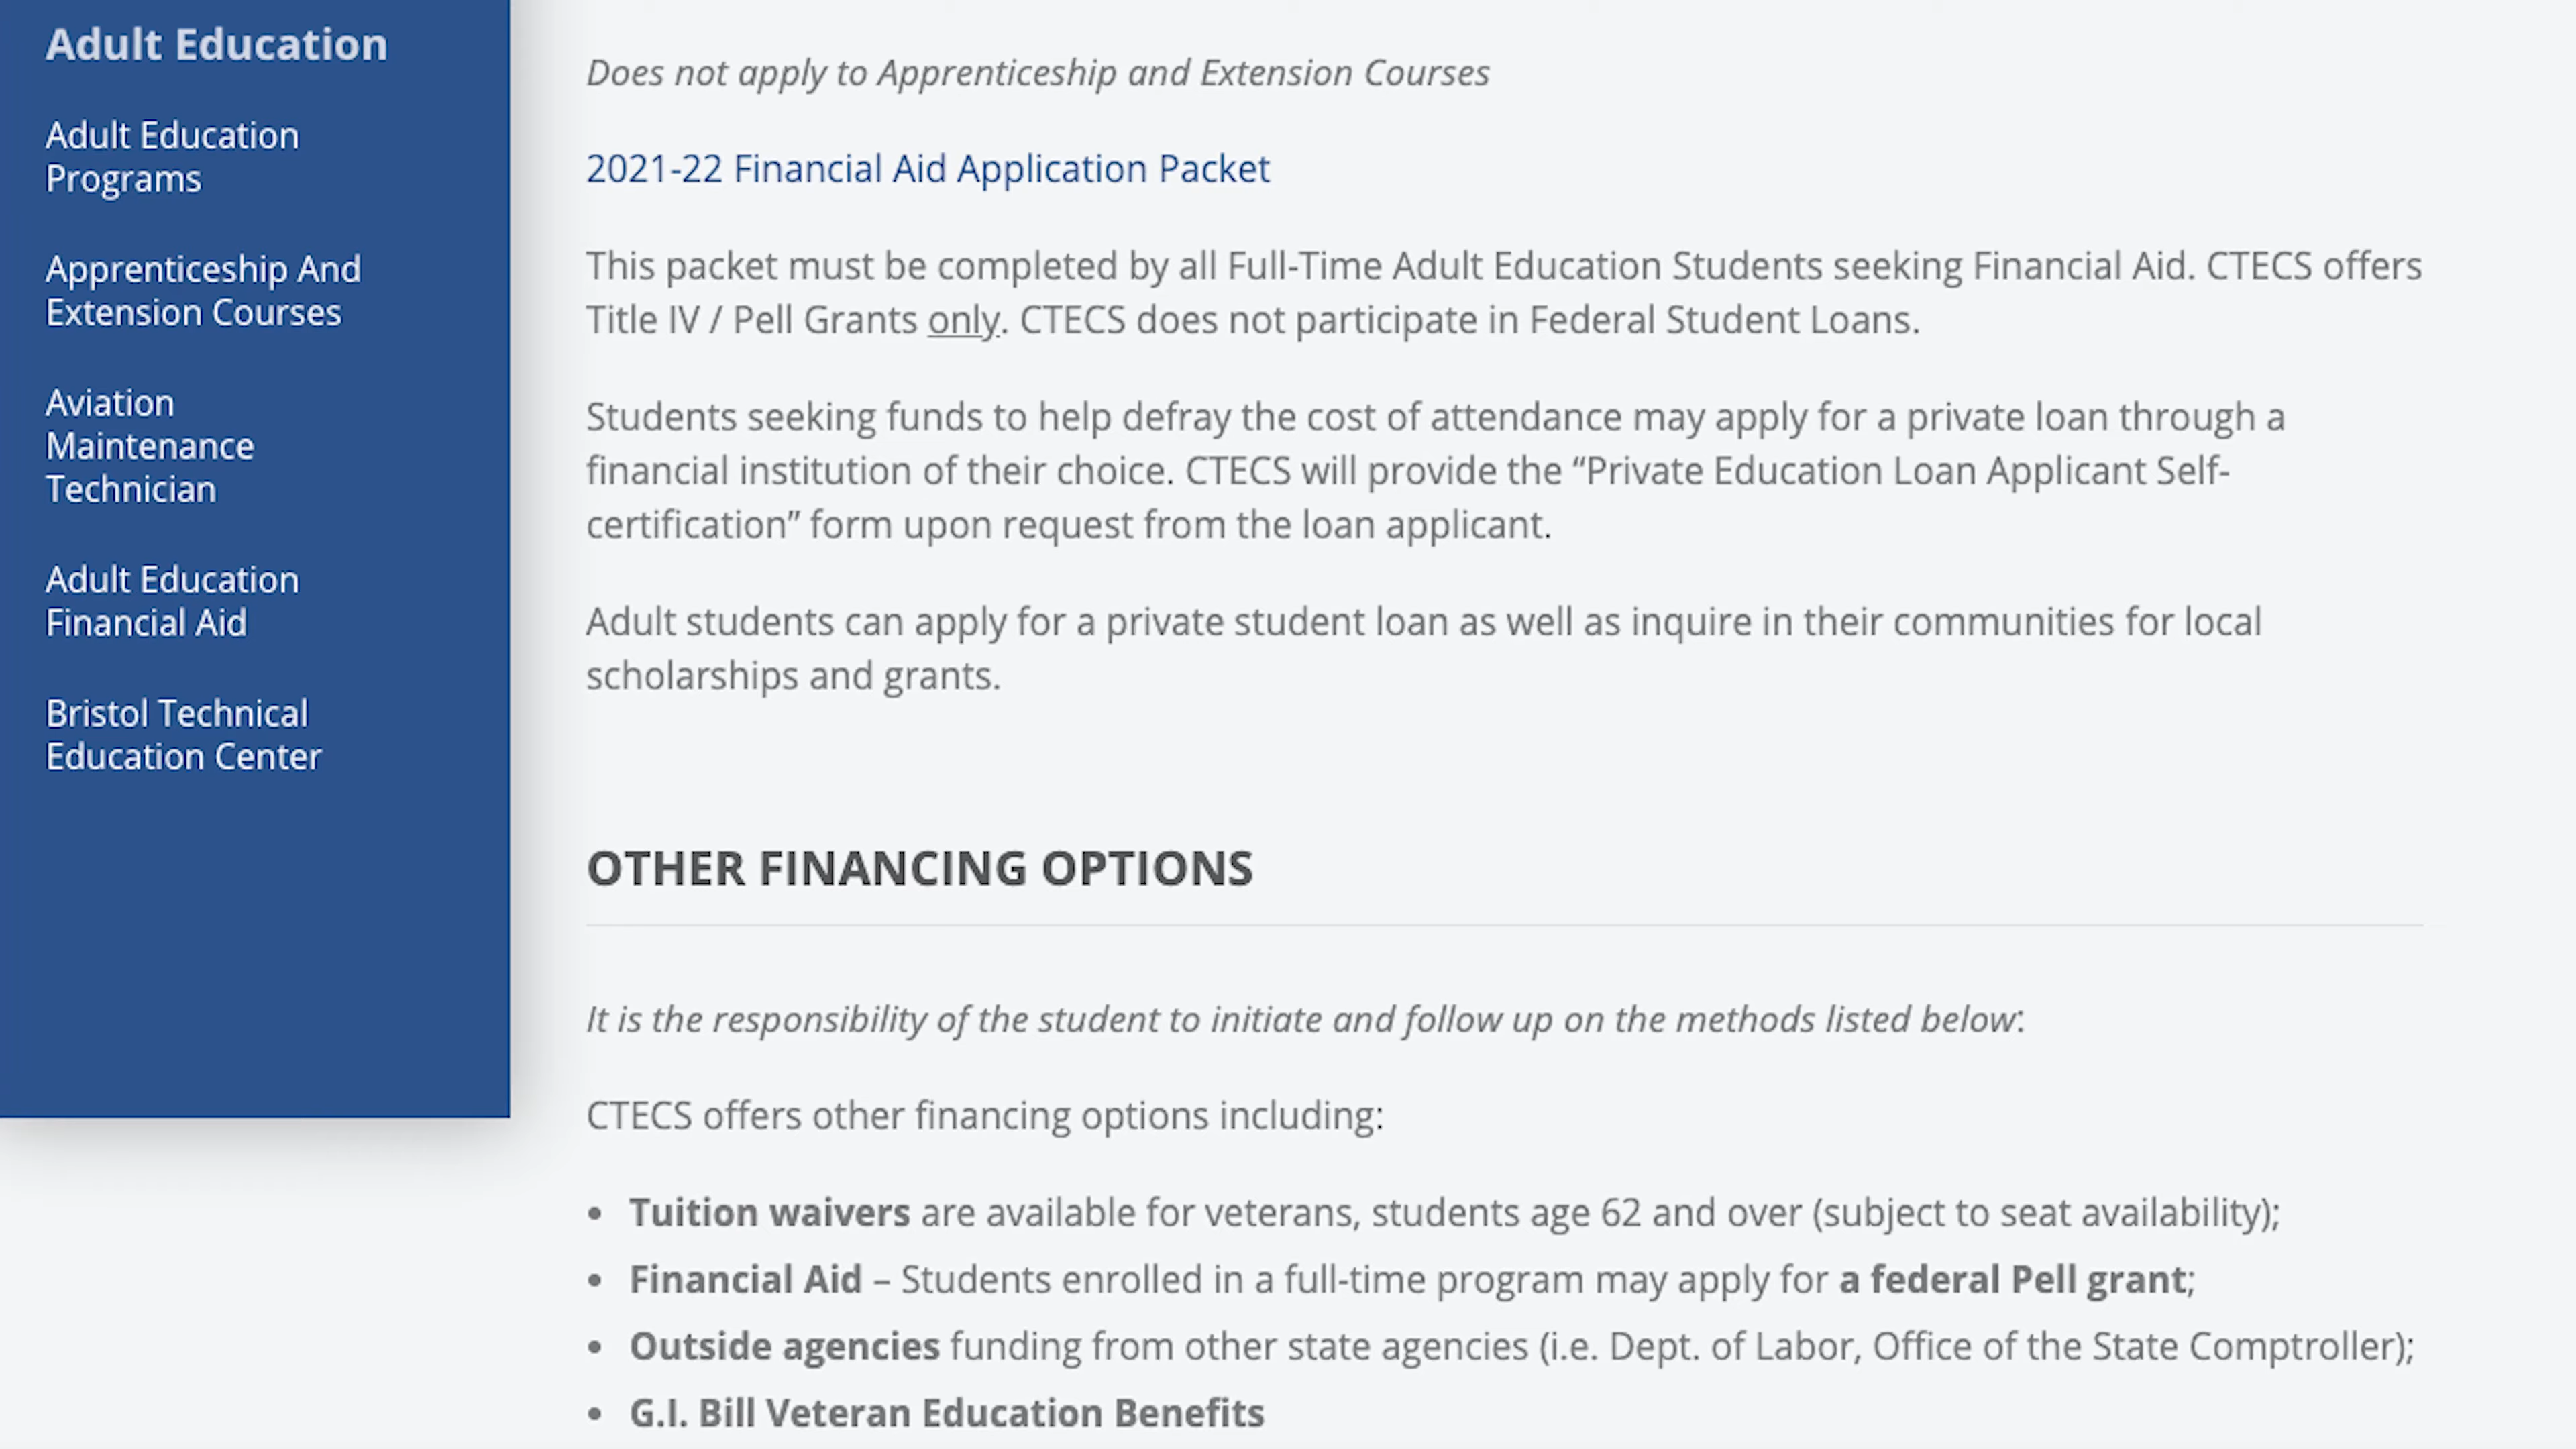 Adult Education
Adult Education
Programs
Apprenticeship And
Extension Courses
Aviation
Maintenance
Technician
Adult Education
Financial Aid
Bristol Technical
Education Center
Does not apply to Apprenticeship and Extension Courses
2021-22 Financial Aid Application Packet
This packet must be completed by all Full-Time Adult Education Students seeking Financial Aid. CTECS offers
Title IV / Pell Grants only. CTECS does not participate in Federal Student Loans.
Students seeking funds to help defray the cost of attendance may apply for a private loan through a
financial institution of their choice. CTECS will provide the “Private Education Loan Applicant Self-
certification” form upon request from the loan applicant.
Adult students can apply for a private student loan as well as inquire in their communities for local
scholarships and grants.
OTHER FINANCING OPTIONS
It is the responsibility of the student to initiate and follow up on the methods listed below:
CTECS offers other financing options including:
• Tuition waivers are available for veterans, students age 62 and over (subject to seat availability);
• Financial Aid – Students enrolled in a full-time program may apply for a federal Pell grant;
• Outside agencies funding from other state agencies (i.e. Dept. of Labor, Office of the State Comptroller);
• G.I. Bill Veteran Education Benefits